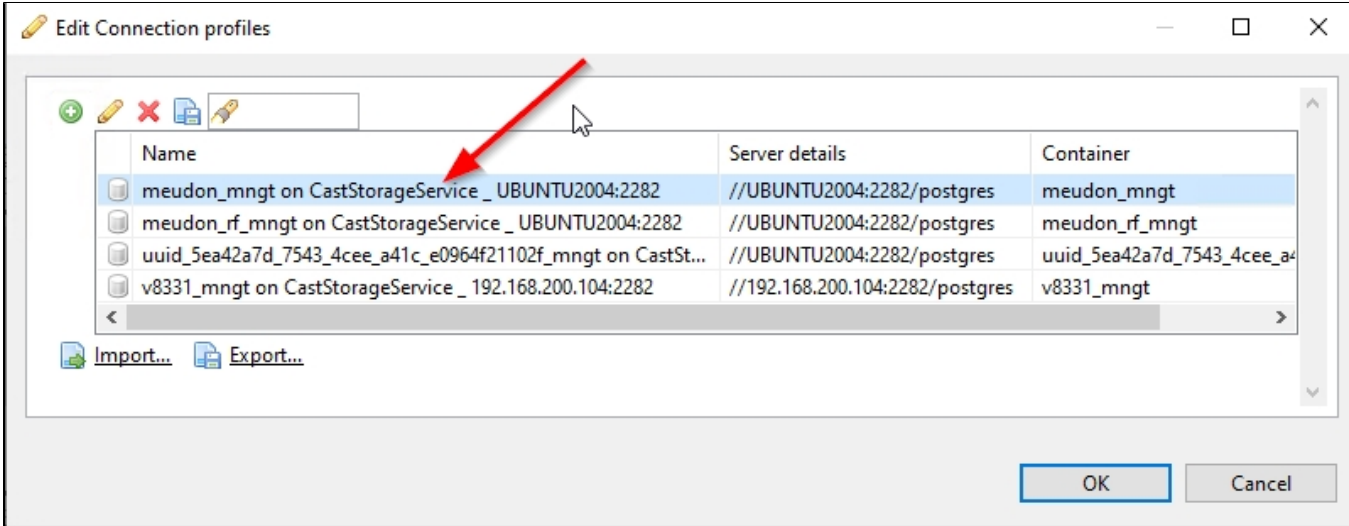 Edit Connection profiles
Name Server details Container
meudon_mngt on CastStorageService _ UBUNTU2004:2282 //UBUNTU2004:2282/postgres meudon_mngt
meudon_rf_mngt on CastStorageService _ UBUNTU2004:2282 //UBUNTU2004:2282/postgres meudon_rf_mngt
uuid_5ea42a7d_7543_4cee_a41c_e0964f21102f_mngt on CastSt... //UBUNTU2004:2282/postgres uuid_5ea42a7d_7543_4cee_a4
v8331_mngt on CastStorageService _ 192.168.200.104:2282 //192.168.200.104:2282/postgres v8331_mngt
Import... Export...
OK Cancel